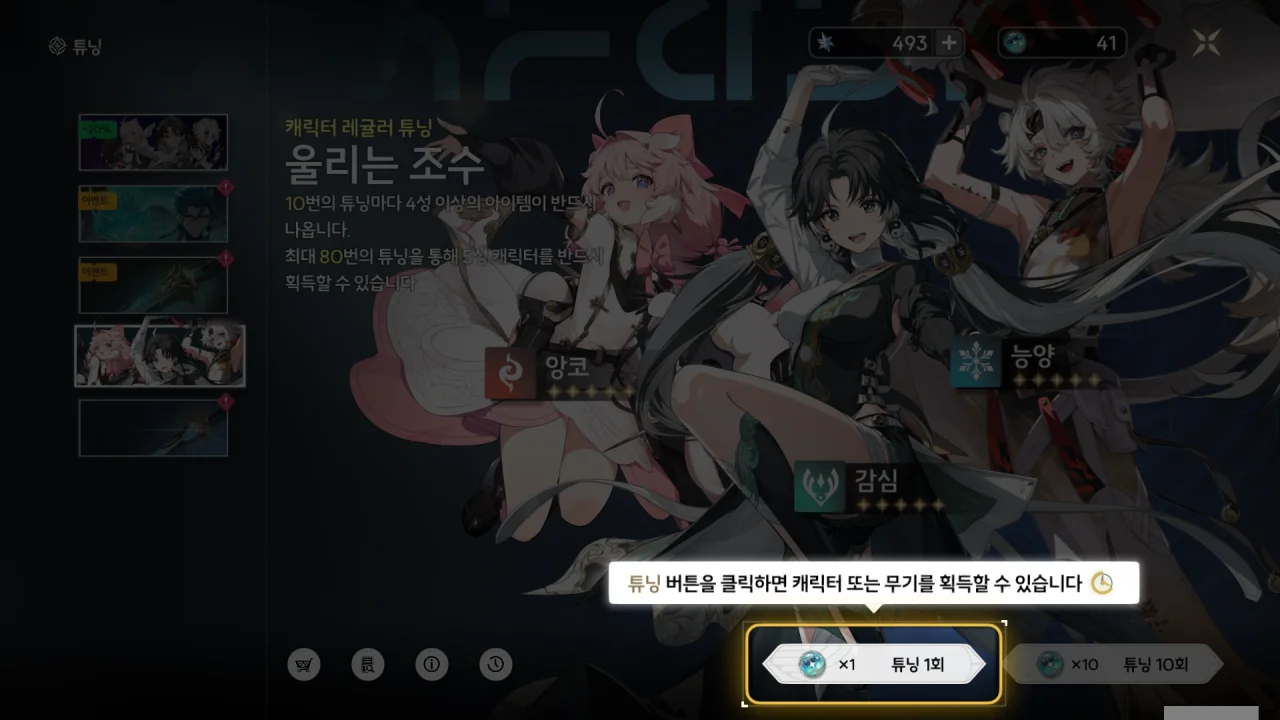 튜닝
493
41
-20%
이벤트
이벤트
캐릭터 레귤러 튜닝
울리는 조수
10번의 튜닝마다 4성 이상의 아이템이 반드시
나옵니다.
최대 80번의 튜닝을 통해 5성 캐릭터를 반드시
획득할 수 있습니다
앙코
능양
감심
튜닝 버튼을 클릭하면 캐릭터 또는 무기를 획득할 수 있습니다
×1 튜닝 1회
×10 튜닝 10회